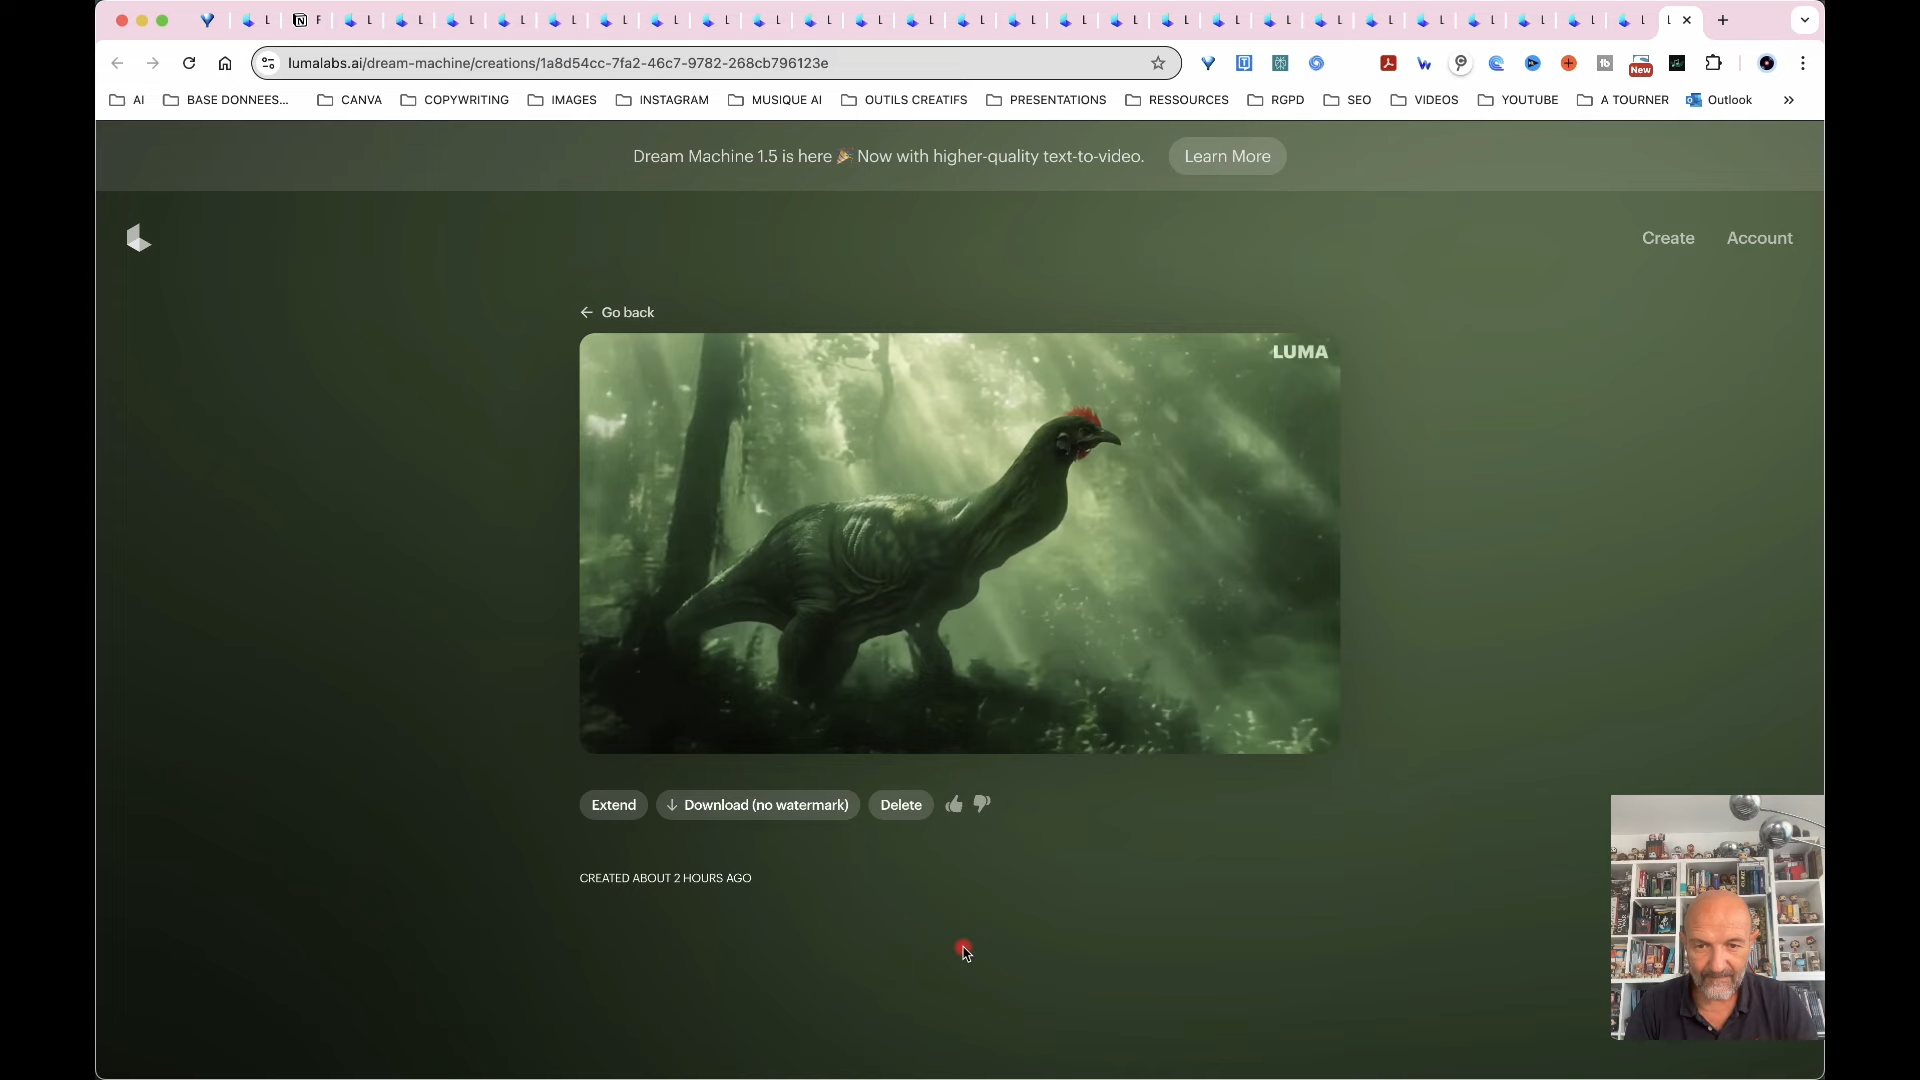 lumalabs.ai/dream-machine/creations/1a8d54cc-7fa2-46c7-9782-268cb796123e
New
AI
BASE DONNEES...
CANVA
COPYWRITING
IMAGES
INSTAGRAM
MUSIQUE AI
OUTILS CREATIFS
PRESENTATIONS
RESSOURCES
RGPD
SEO
VIDEOS
YOUTUBE
A TOURNER
Outlook
Dream Machine 1.5 is here 🎉 Now with higher-quality text-to-video.
Learn More
Create
Account
Go back
LUMA
Extend
Download (no watermark)
Delete
CREATED ABOUT 2 HOURS AGO